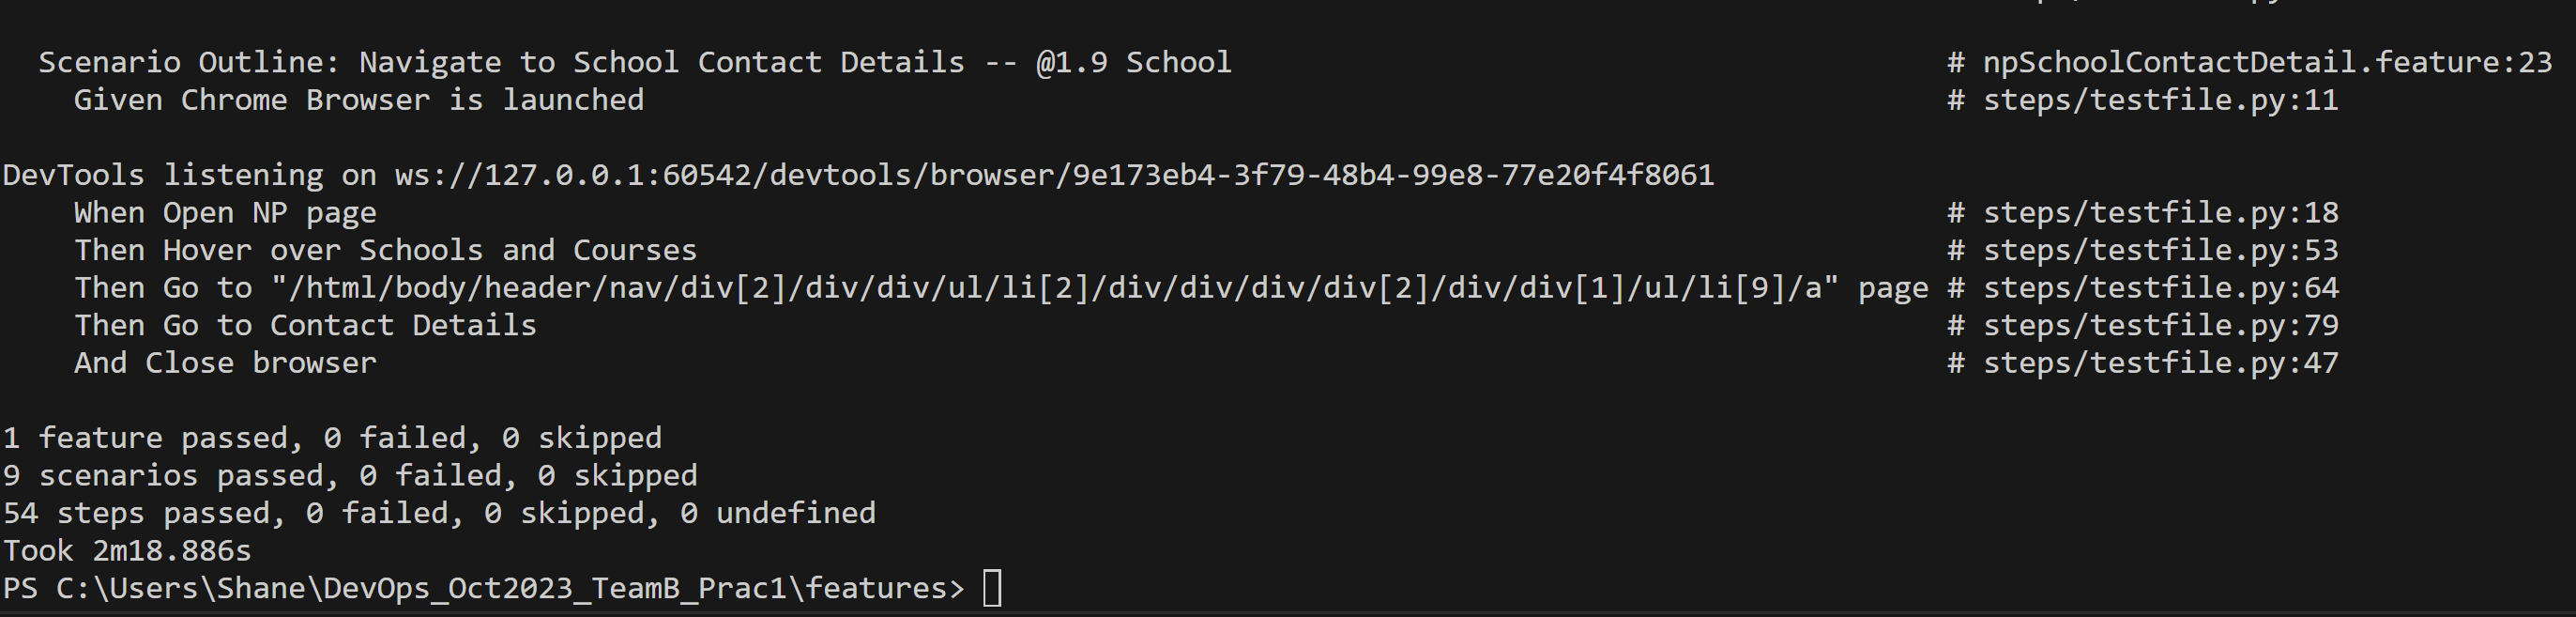 Scenario Outline: Navigate to School Contact Details -- @1.9 School # npSchoolContactDetail.feature:23
Given Chrome Browser is launched # steps/testfile.py:11
DevTools listening on ws://127.0.0.1:60542/devtools/browser/9e173eb4-3f79-48b4-99e8-77e20f4f8061
When Open NP page # steps/testfile.py:18
Then Hover over Schools and Courses # steps/testfile.py:53
Then Go to "/html/body/header/nav/div[2]/div/div/ul/li[2]/div/div/div/div[2]/div/div[1]/ul/li[9]/a" page # steps/testfile.py:64
Then Go to Contact Details # steps/testfile.py:79
And Close browser # steps/testfile.py:47
1 feature passed, 0 failed, 0 skipped
9 scenarios passed, 0 failed, 0 skipped
54 steps passed, 0 failed, 0 skipped, 0 undefined
Took 2m18.886s
PS C:\Users\Shane\DevOps_Oct2023_TeamB_Prac1\features>